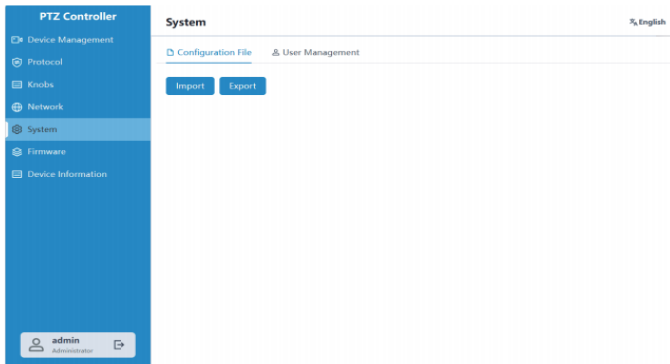 PTZ Controller
Device Management
Protocol
Knobs
Network
System
Firmware
Device Information
admin
Administrator
System
English
Configuration File
User Management
Import
Export